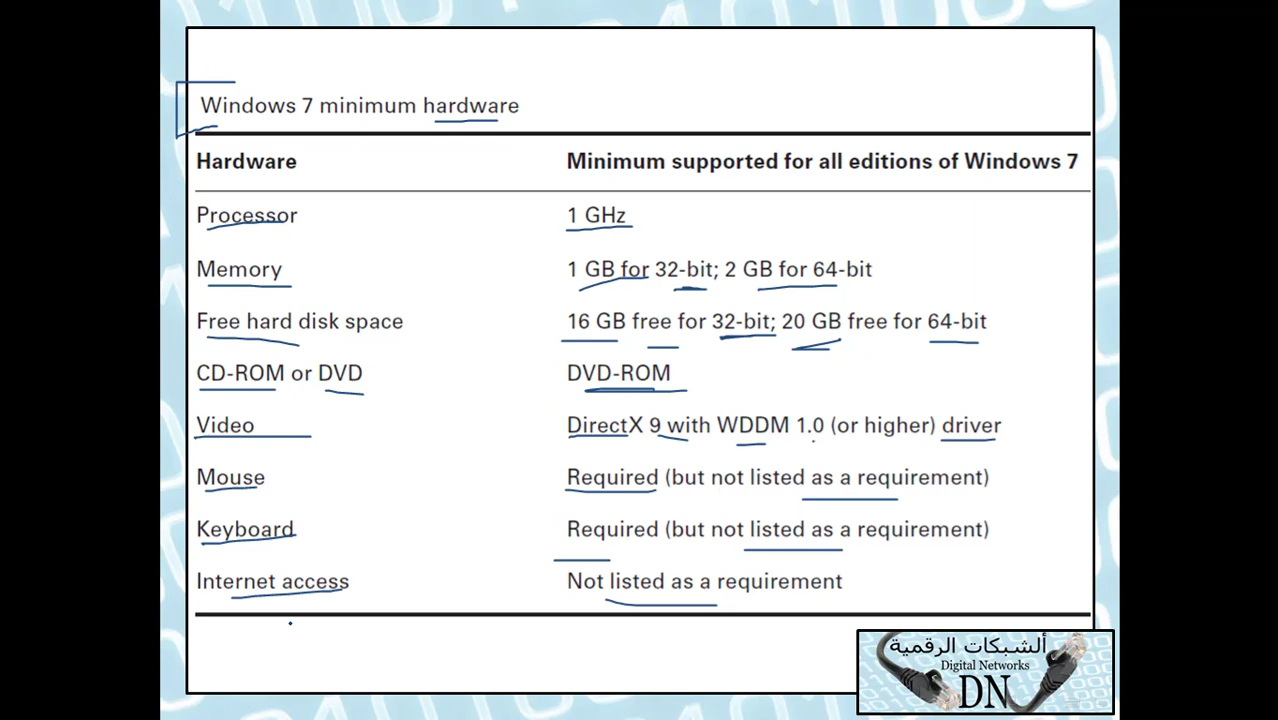 Windows 7 minimum hardware
Hardware Minimum supported for all editions of Windows 7
Processor 1 GHz
Memory 1 GB for 32-bit; 2 GB for 64-bit
Free hard disk space 16 GB free for 32-bit; 20 GB free for 64-bit
CD-ROM or DVD DVD-ROM
Video DirectX 9 with WDDM 1.0 (or higher) driver
Mouse Required (but not listed as a requirement)
Keyboard Required (but not listed as a requirement)
Internet access Not listed as a requirement
ألشبكات الرقمية
Digital Networks
DN